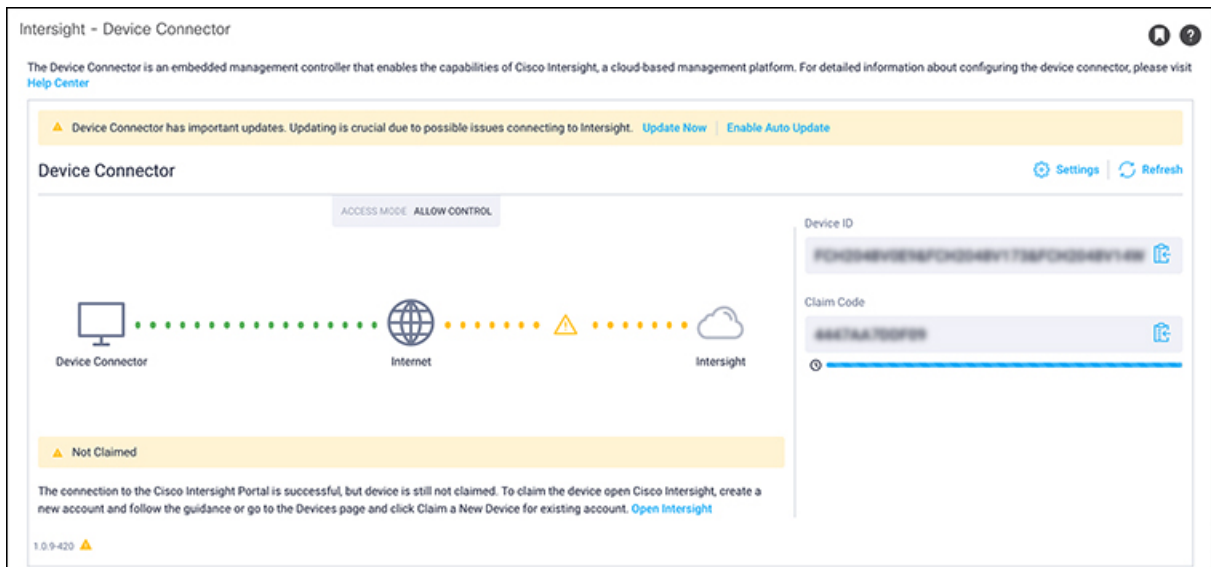 Intersight - Device Connector
The Device Connector is an embedded management controller that enables the capabilities of Cisco Intersight, a cloud-based management platform. For detailed information about configuring the device connector, please visit
Help Center
Device Connector has important updates. Updating is crucial due to possible issues connecting to Intersight. Update Now | Enable Auto Update
Device Connector
Settings | Refresh
ACCESS MODE ALLOW CONTROL
Device ID
Claim Code
Device Connector
Internet
Intersight
Not Claimed
The connection to the Cisco Intersight Portal is successful, but device is still not claimed. To claim the device open Cisco Intersight, create a
new account and follow the guidance or go to the Devices page and click Claim a New Device for existing account. Open Intersight
1.0.9-420